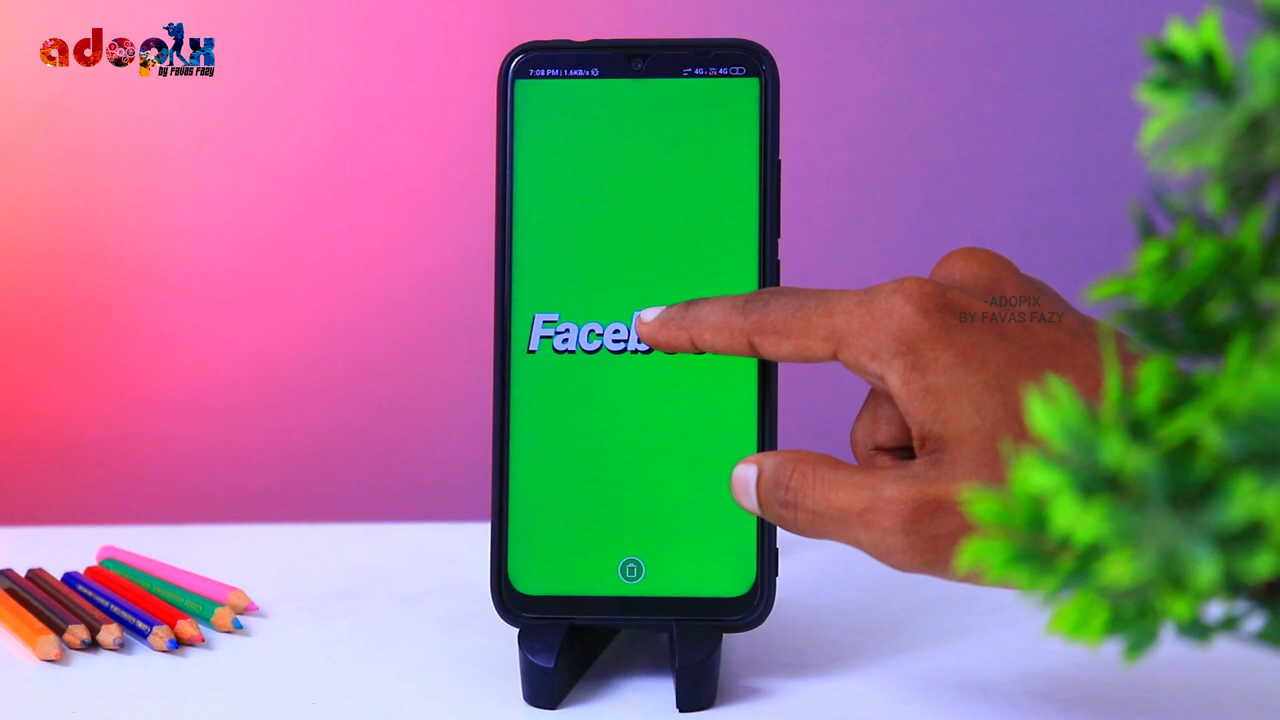 adopix
by FAVAS FAZY
7:08 PM | 1.6KB/s
4G 4G
Faceb
-ADOPIX
BY FAVAS FAZY